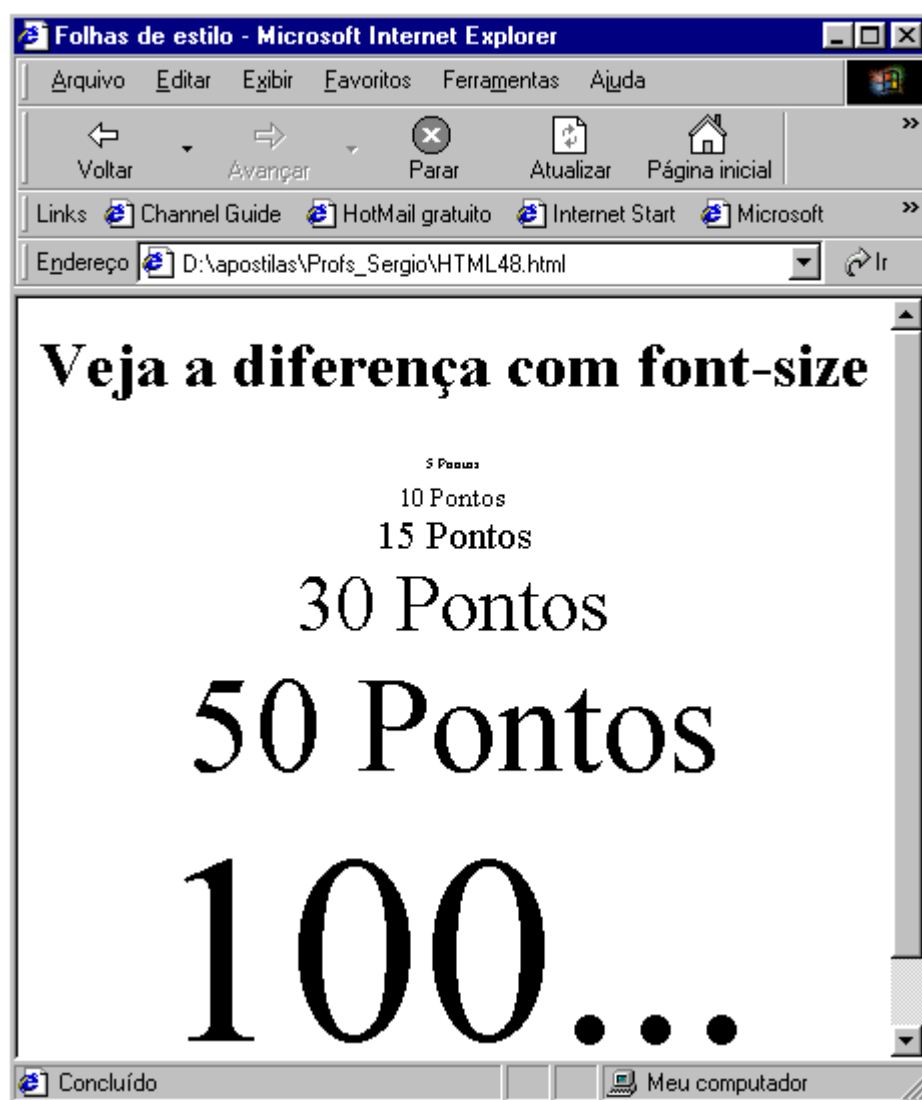 Folhas de estilo - Microsoft Internet Explorer
Arquivo Editar Exibir Favoritos Ferramentas Ajuda
Voltar Avançar Parar Atualizar Página inicial »
Links Channel Guide HotMail gratuito Internet Start Microsoft »
Endereço D:\apostilas\Profs_Sergio\HTML48.html Ir
Veja a diferença com font-size
5 Pontos
10 Pontos
15 Pontos
30 Pontos
50 Pontos
100...
Concluído Meu computador